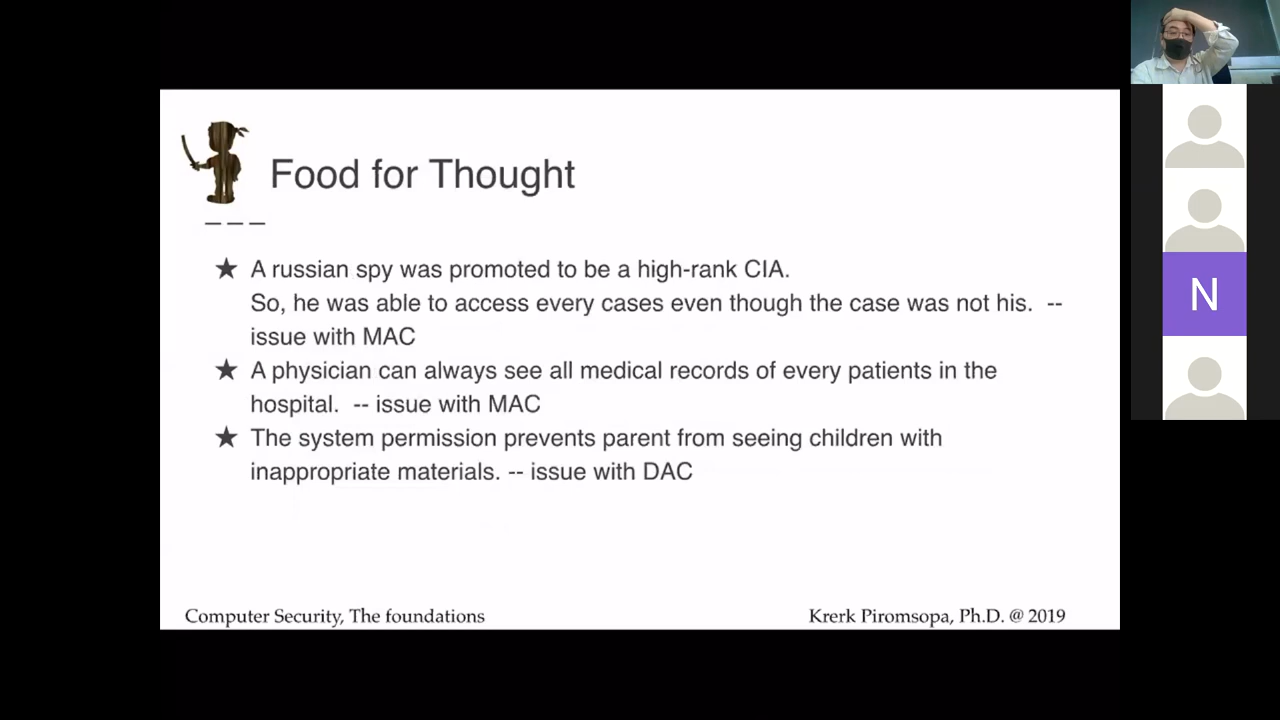 Food for Thought
★ A russian spy was promoted to be a high-rank CIA.
So, he was able to access every cases even though the case was not his. --
issue with MAC
★ A physician can always see all medical records of every patients in the
hospital. -- issue with MAC
★ The system permission prevents parent from seeing children with
inappropriate materials. -- issue with DAC
Computer Security, The foundations
Krerk Piromsopa, Ph.D. @ 2019
N